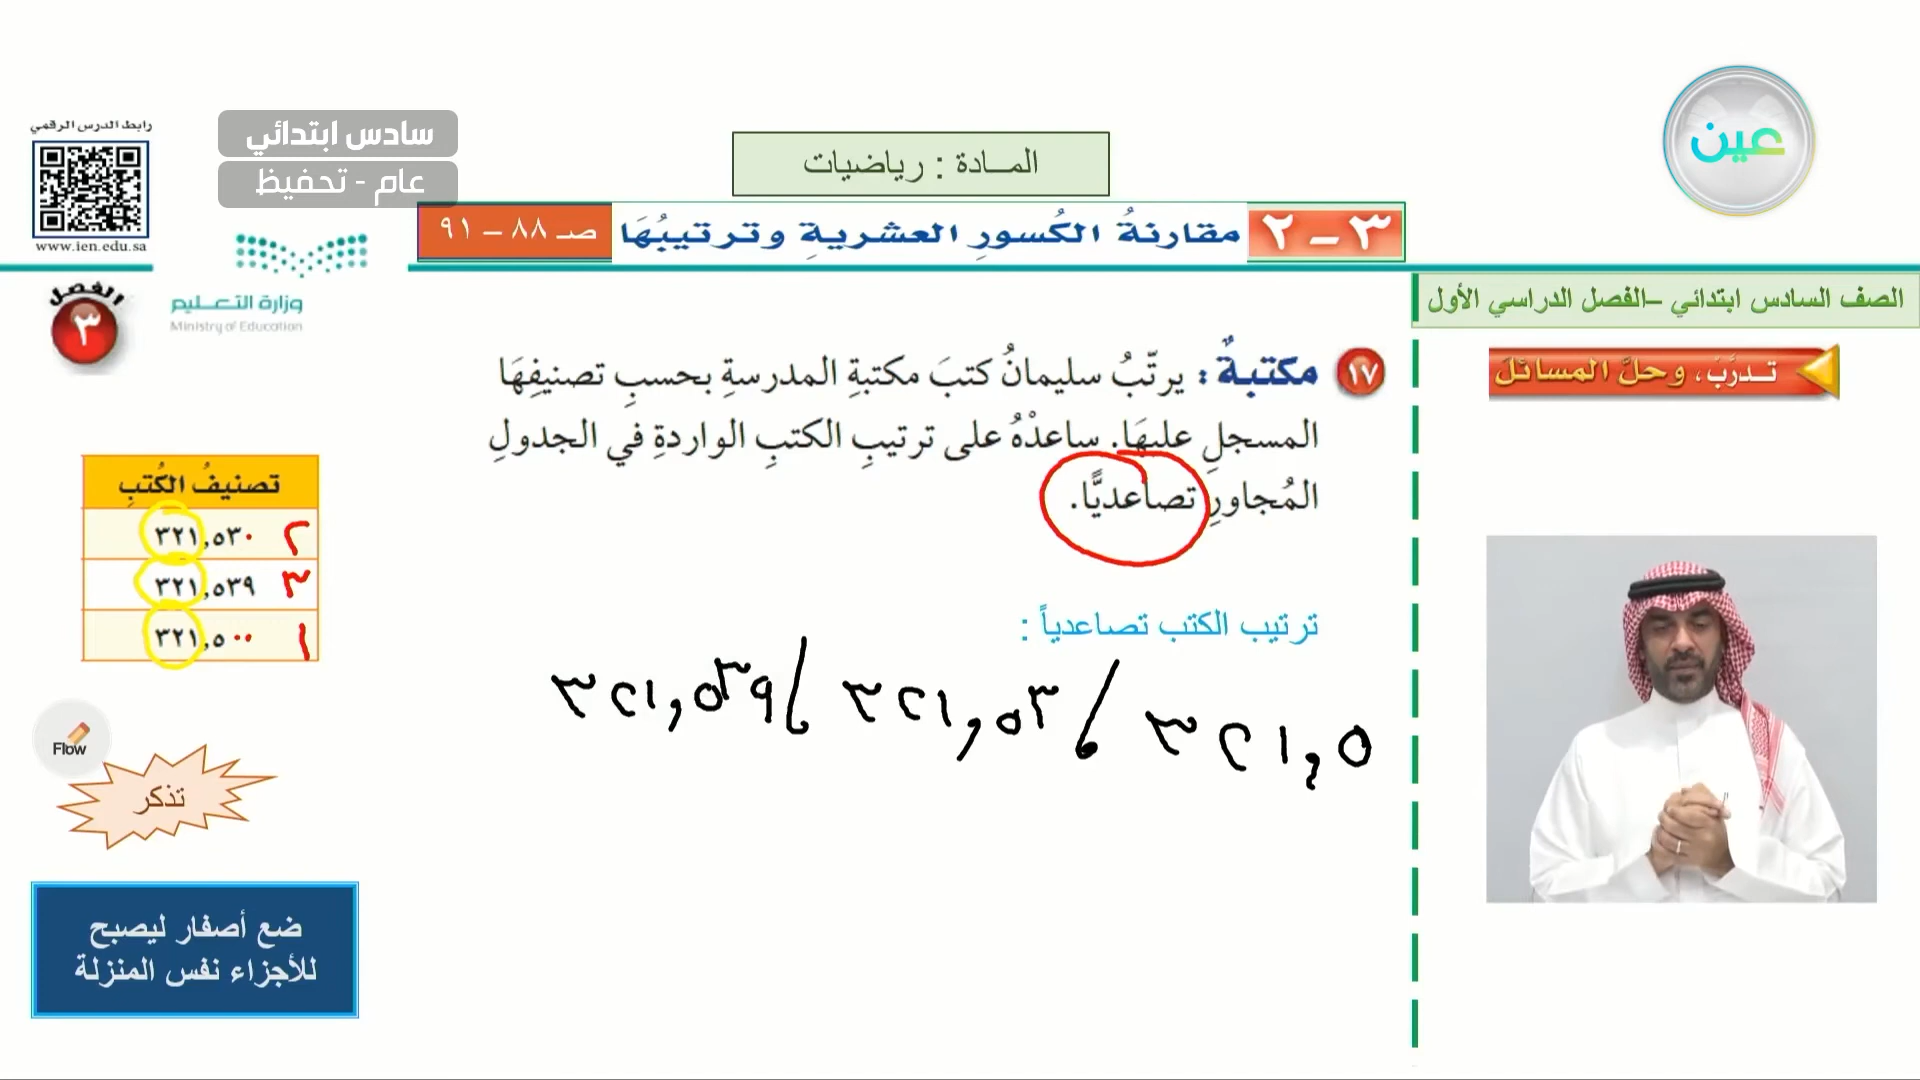 عين
رابط الدرس الرقمي
www.ien.edu.sa
سادس ابتدائي
عام - تحفيظ
المـادة : رياضيات
٣ - ٢
مقارنةُ الكُسورِ العشريةِ وترتيبُهَا
صـ ٨٨ – ٩١
وزارة التعـــليم
Ministry of Education
الفصل
٣
الصف السادس ابتدائي –الفصل الدراسي الأول
تـدرَّبَ، وحلَّ المسائلَ
١٧ مكتبةٌ : يرتّبُ سليمانُ كتبَ مكتبةِ المدرسةِ بحسبِ تصنيفِهَا
المسجلِ عليهَا. ساعدْهُ على ترتيبِ الكتبِ الواردةِ في الجدولِ
المُجاورِ تصاعديًّا.
تصنيفُ الكُتبِ
٣٢١,٥٣٠ ٢
٣٢١,٥٣٩ ٣
٣٢١,٥٠٠ ١
ترتيب الكتب تصاعدياً :
٣٢١,٥ / ٣٢١,٥٣ / ٣٢١,٥٣٩
Flow
تذكر
ضع أصفار ليصبح
للأجزاء نفس المنزلة